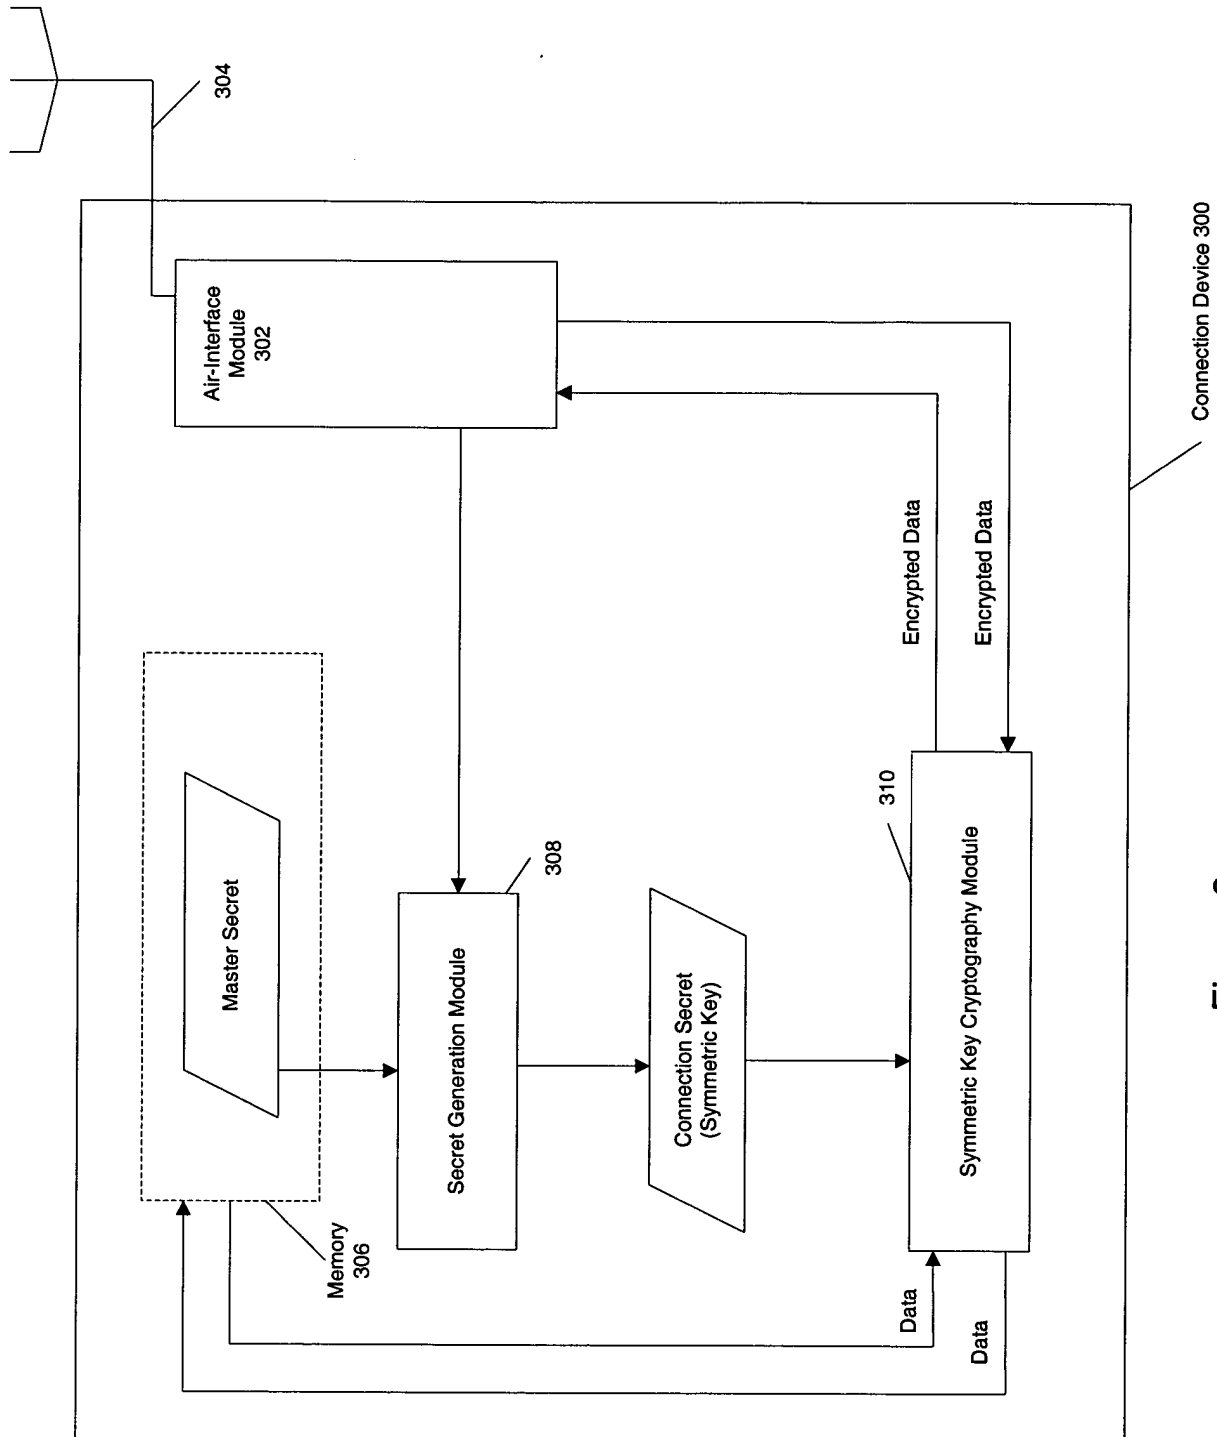 304
Air-Interface
Module
302
Master Secret
Memory
306
Secret Generation Module
308
Connection Secret
(Symmetric Key)
Encrypted Data
Encrypted Data
310
Symmetric Key Cryptography Module
Data
Data
Connection Device 300